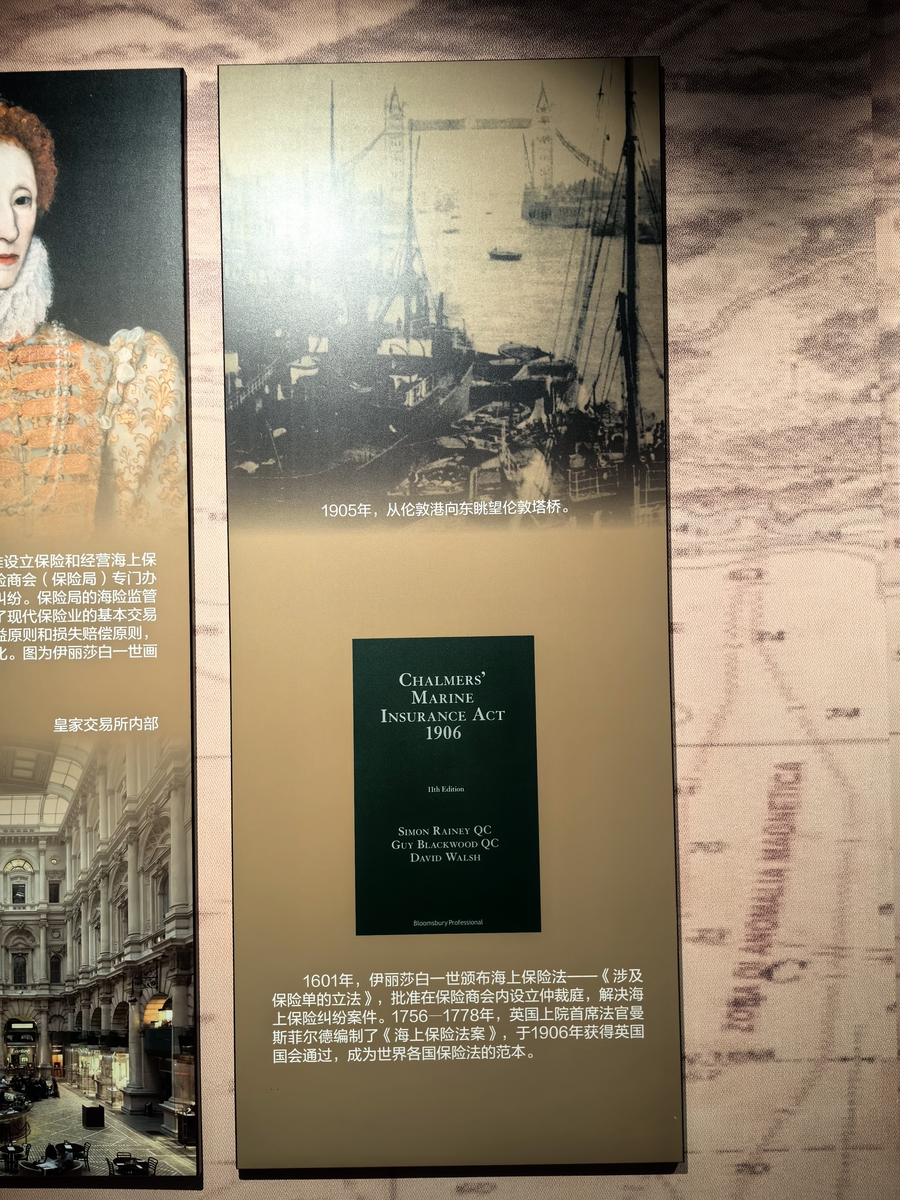 设立保险和经营海上保
险商会（保险局）专门办
纠纷。保险局的海险监管
了现代保险业的基本交易
益原则和损失赔偿原则，
化。图为伊丽莎白一世画
皇家交易所内部
1905年，从伦敦港向东眺望伦敦塔桥。
CHALMERS’
MARINE
INSURANCE ACT
1906
11th Edition
SIMON RAINEY QC
GUY BLACKWOOD QC
DAVID WALSH
Bloomsbury Professional
1601年，伊丽莎白一世颁布海上保险法——《涉及
保险单的立法》，批准在保险商会内设立仲裁庭，解决海
上保险纠纷案件。1756—1778年，英国上院首席法官曼
斯菲尔德编制了《海上保险法案》，于1906年获得英国
国会通过，成为世界各国保险法的范本。
ZONA DI ANOMALIA MAGNETICA